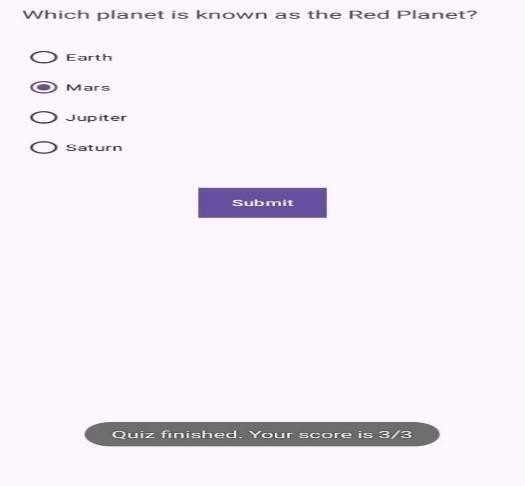 Which planet is known as the Red Planet?
Earth
Mars
Jupiter
Saturn
Submit
Quiz finished. Your score is 3/3